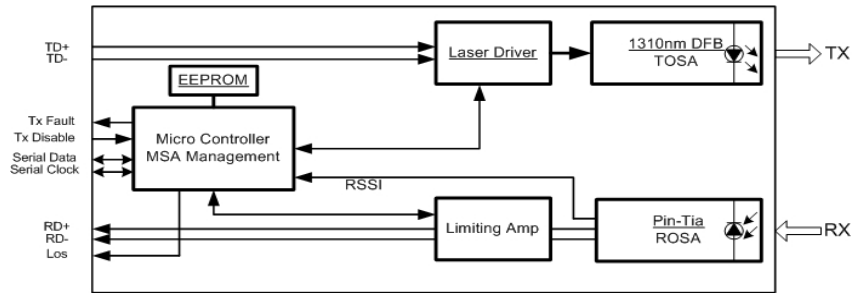 TD+
TD-
Laser Driver
1310nm DFB
TOSA
TX
EEPROM
Tx Fault
Tx Disable
Serial Data
Serial Clock
Micro Controller
MSA Management
RSSI
RD+
RD-
Los
Limiting Amp
Pin-Tia
ROSA
RX